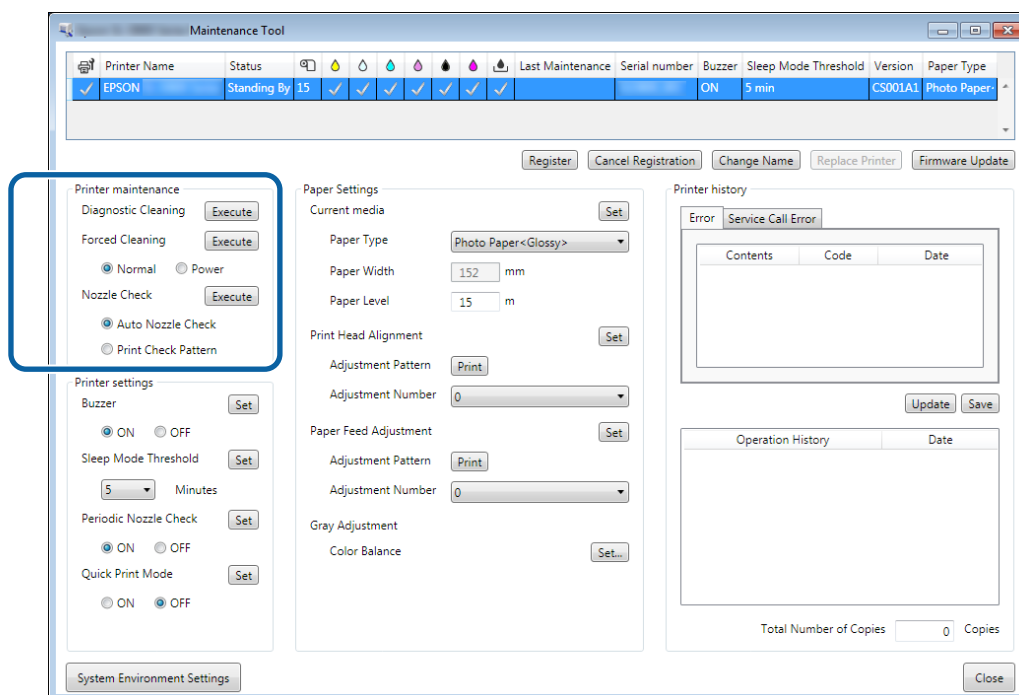 Maintenance Tool
Printer Name Status Last Maintenance Serial number Buzzer Sleep Mode Threshold Version Paper Type
EPSON Standing By 15 ON 5 min CS001A1 Photo Paper
Register Cancel Registration Change Name Replace Printer Firmware Update
Printer maintenance
Diagnostic Cleaning Execute
Forced Cleaning Execute
Normal Power
Nozzle Check Execute
Auto Nozzle Check
Print Check Pattern
Printer settings
Buzzer Set
ON OFF
Sleep Mode Threshold Set
5 Minutes
Periodic Nozzle Check Set
ON OFF
Quick Print Mode Set
ON OFF
Paper Settings
Current media Set
Paper Type Photo Paper<Glossy>
Paper Width 152 mm
Paper Level 15 m
Print Head Alignment Set
Adjustment Pattern Print
Adjustment Number 0
Paper Feed Adjustment Set
Adjustment Pattern Print
Adjustment Number 0
Gray Adjustment
Color Balance Set...
Printer history
Error Service Call Error
Contents Code Date
Update Save
Operation History Date
Total Number of Copies 0 Copies
System Environment Settings Close